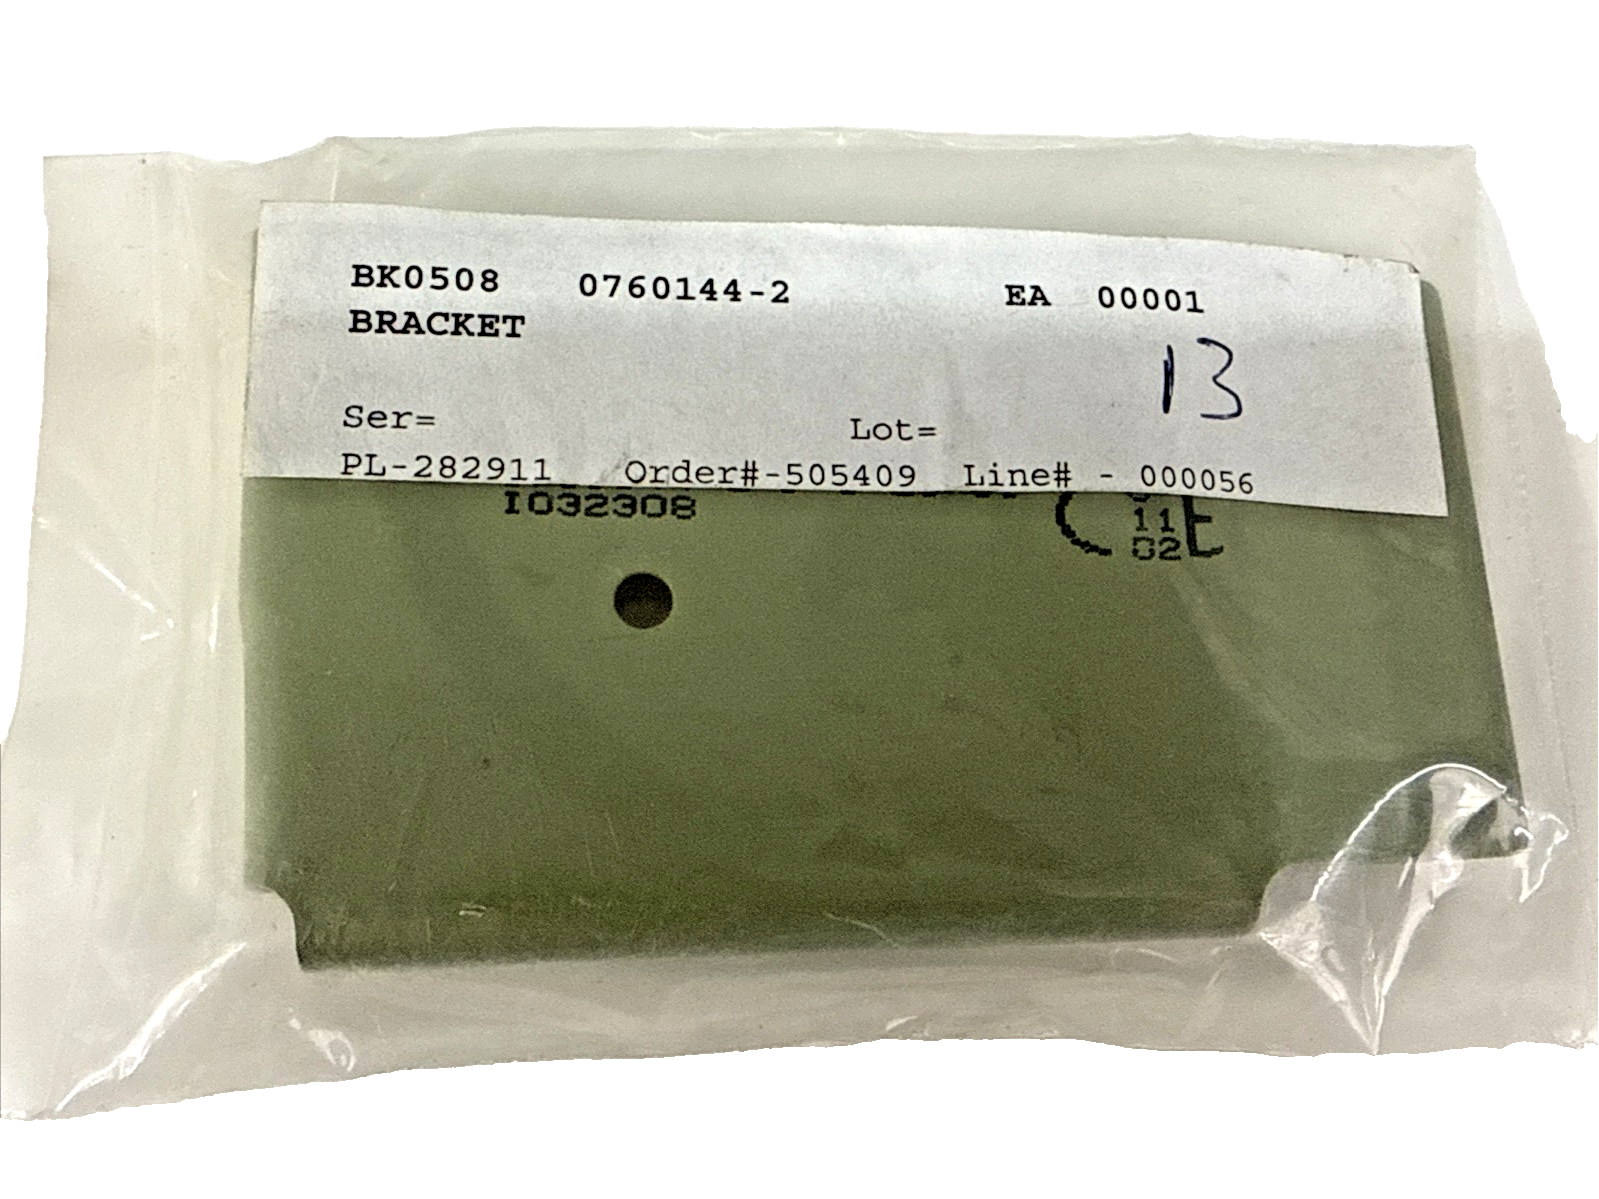 BK0508 0760144-2 EA 00001
BRACKET
13
Ser= Lot=
PL-282911 Order#-505409 Line# - 000056
I032308
11
02